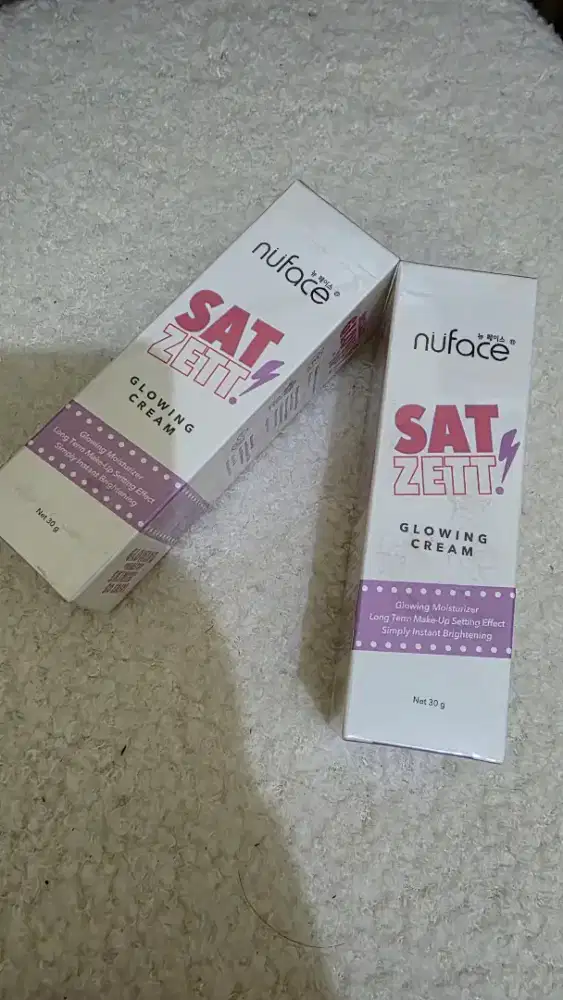 nuface
뉴 페이스
SAT
ZETT!
GLOWING
CREAM
Glowing Moisturizer
Long Term Make-Up Setting Effect
Simply Instant Brightening
Net 30 g
nuface
뉴 페이스
SAT
ZETT!
GLOWING
CREAM
Glowing Moisturizer
Long Term Make-Up Setting Effect
Simply Instant Brightening
Net 30 g